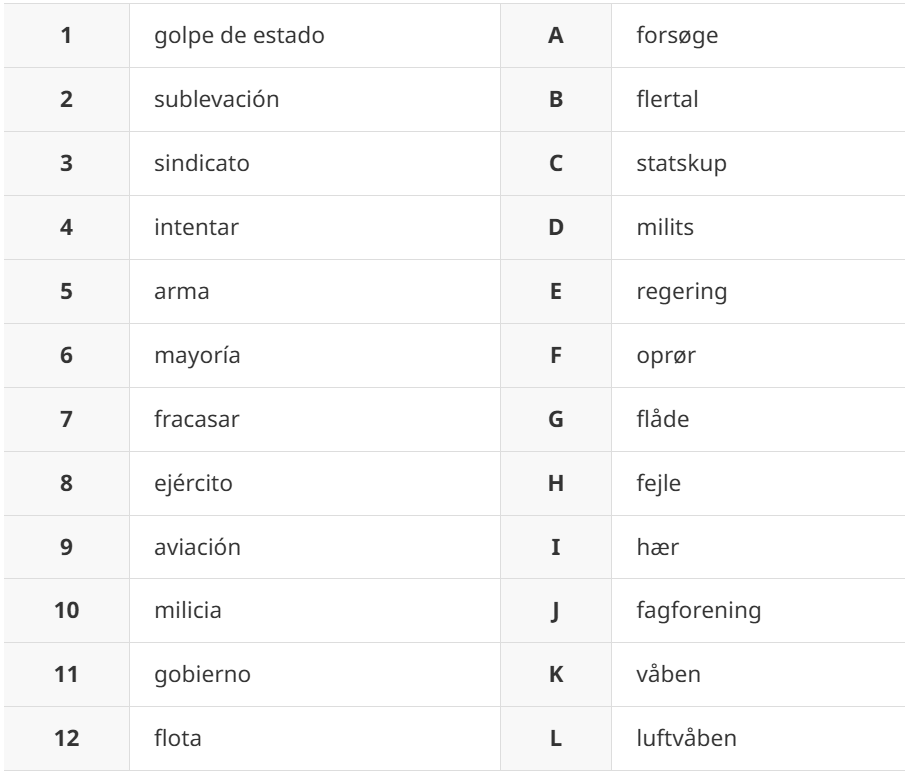 1 golpe de estado A forsøge
2 sublevación B flertal
3 sindicato C statskup
4 intentar D milits
5 arma E regering
6 mayoría F oprør
7 fracasar G flåde
8 ejército H fejle
9 aviación I hær
10 milicia J fagforening
11 gobierno K våben
12 flota L luftvåben